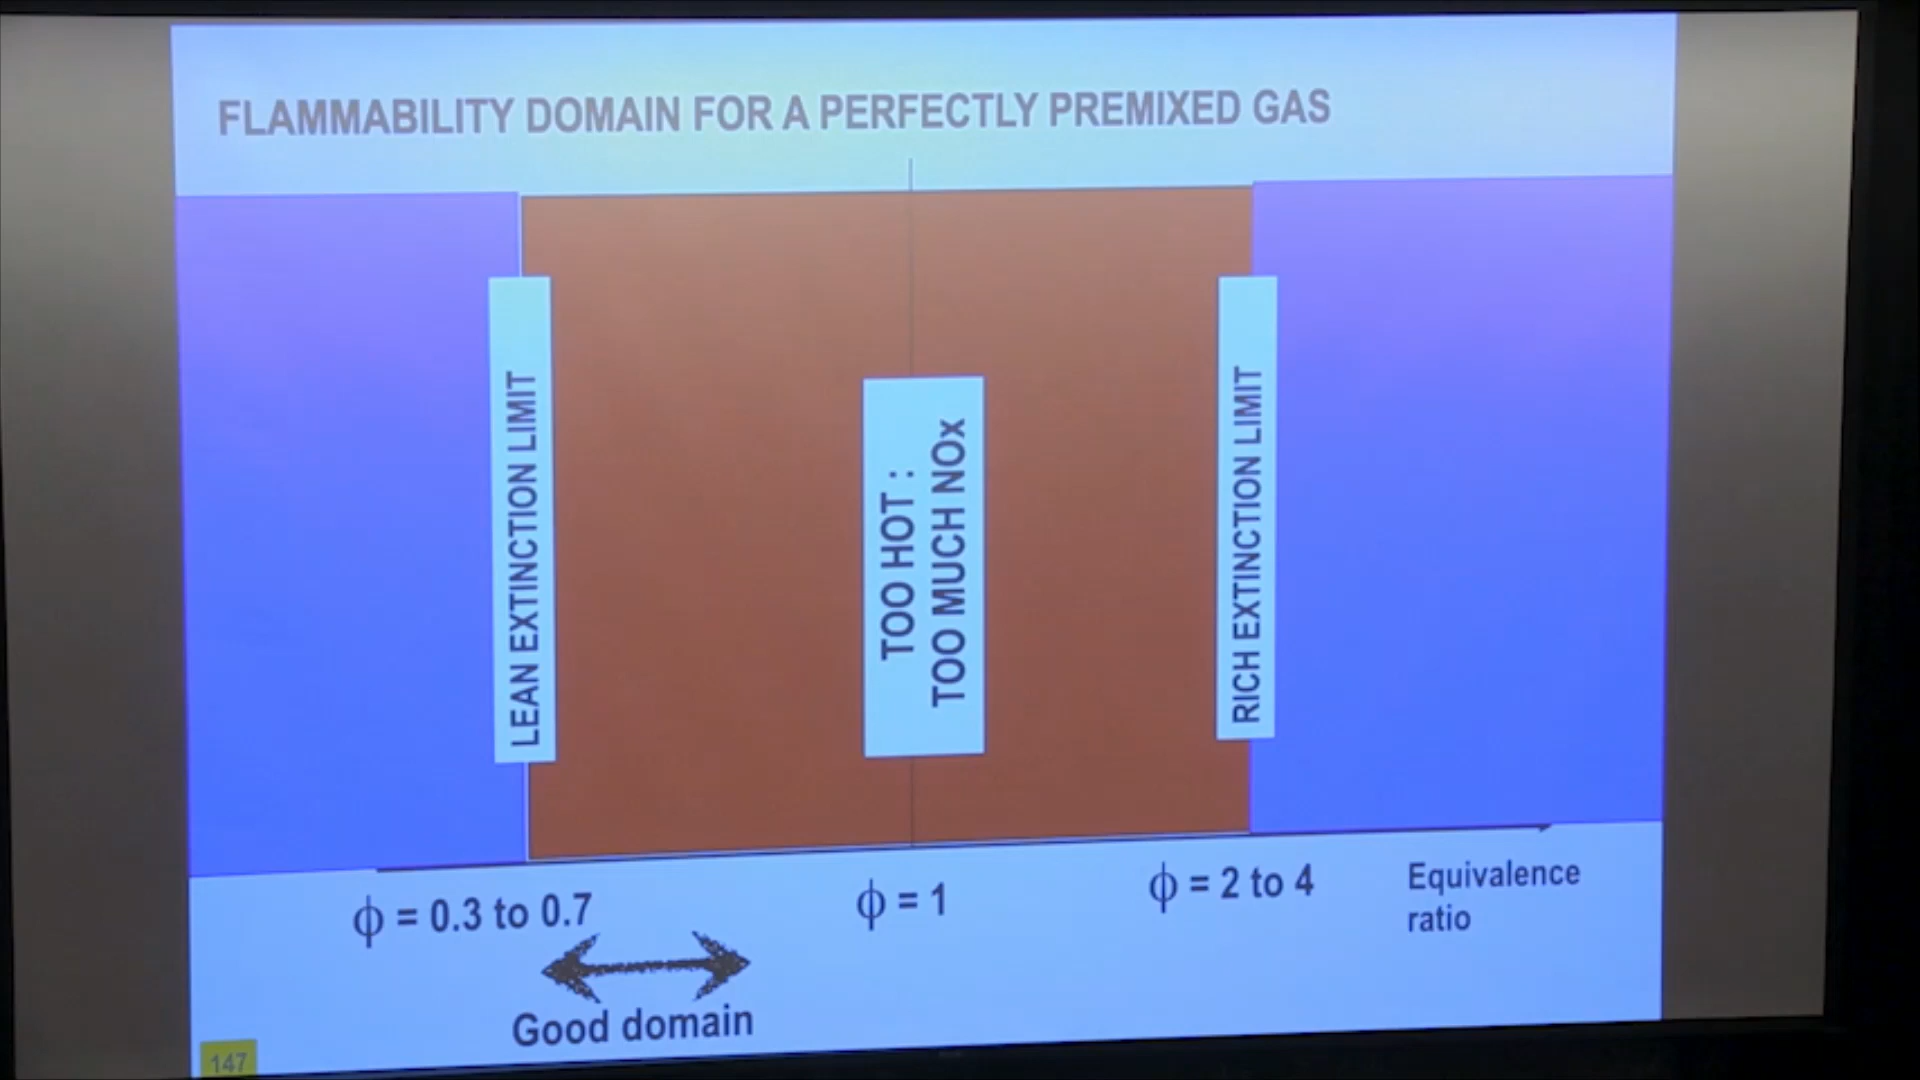 FLAMMABILITY DOMAIN FOR A PERFECTLY PREMIXED GAS
LEAN EXTINCTION LIMIT
TOO HOT :
TOO MUCH NOx
RICH EXTINCTION LIMIT
ϕ = 0.3 to 0.7
ϕ = 1
ϕ = 2 to 4
Equivalence
ratio
Good domain
147